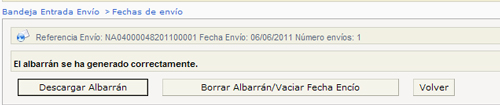 Bandeja Entrada Envío > Fechas de envío
Referencia Envío: NA04000048201100001 Fecha Envío: 06/06/2011 Número envíos: 1
El albarrán se ha generado correctamente.
Descargar Albarrán Borrar Albarrán/Vaciar Fecha Encío Volver